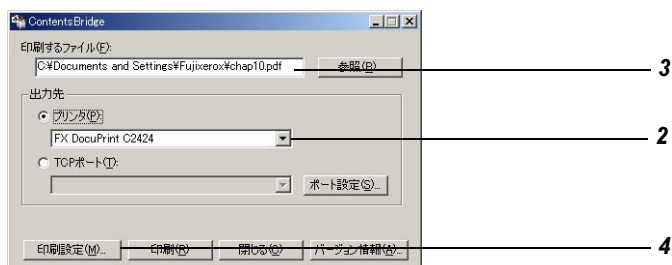 ContentsBridge
印刷するファイル(F):
C:¥Documents and Settings¥Fujixerox¥chap10.pdf 参照(B) 3
出力先
プリンタ(P):
FX DocuPrint C2424 2
TCPポート(T):
ポート設定(S)...
印刷設定(M)... 印刷(R) 閉じる(C) バージョン情報(A)... 4